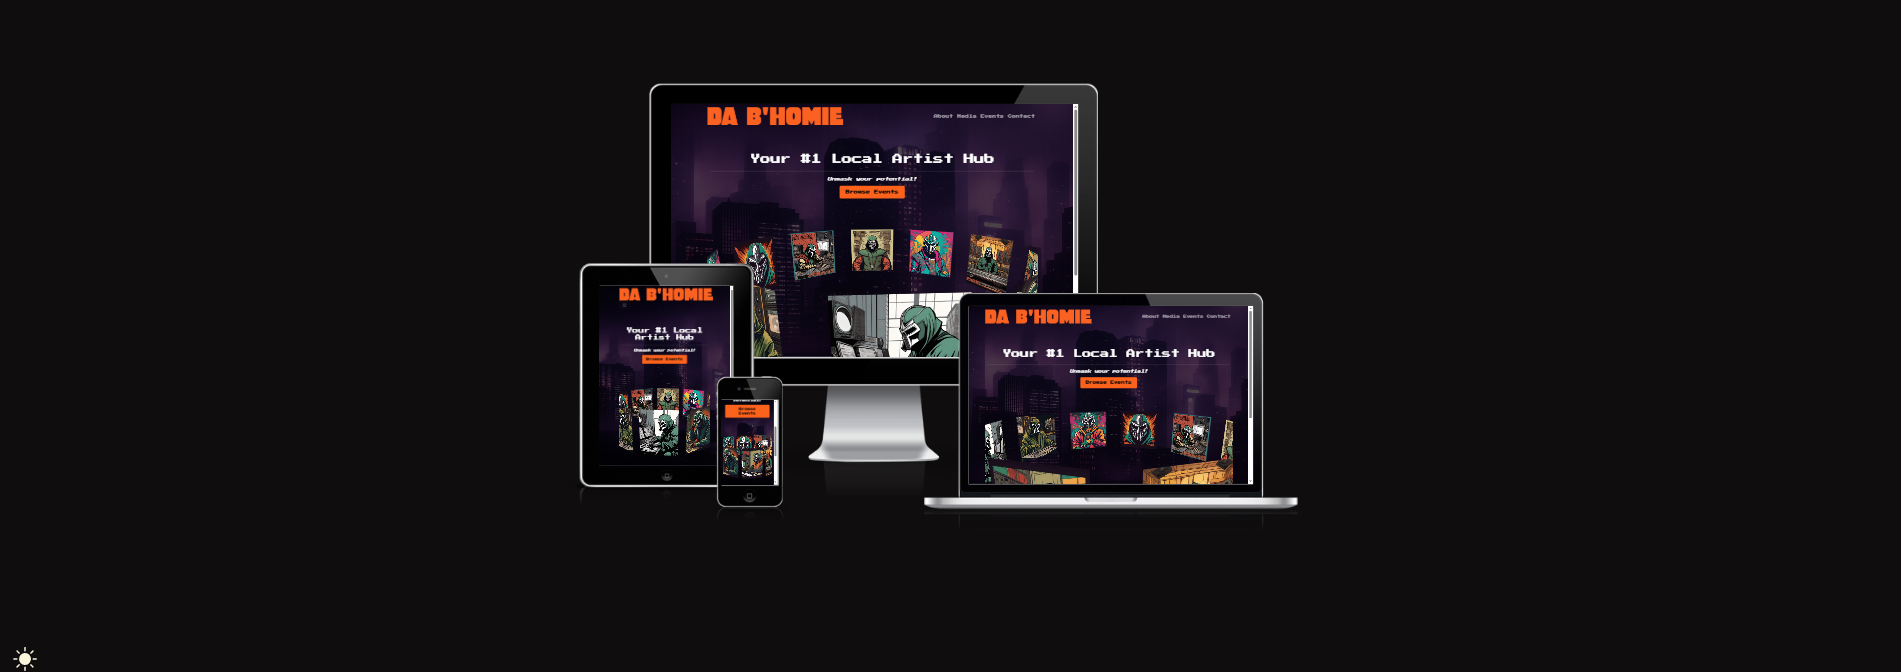 DA B'HOMIE
About Media Events Contact
Your #1 Local Artist Hub
Unmask your potential!
Browse Events
DA B'HOMIE
Your #1 Local
Artist Hub
Unmask your potential!
Browse Events
Browse
Events
DA B'HOMIE
About Media Events Contact
Your #1 Local Artist Hub
Unmask your potential!
Browse Events